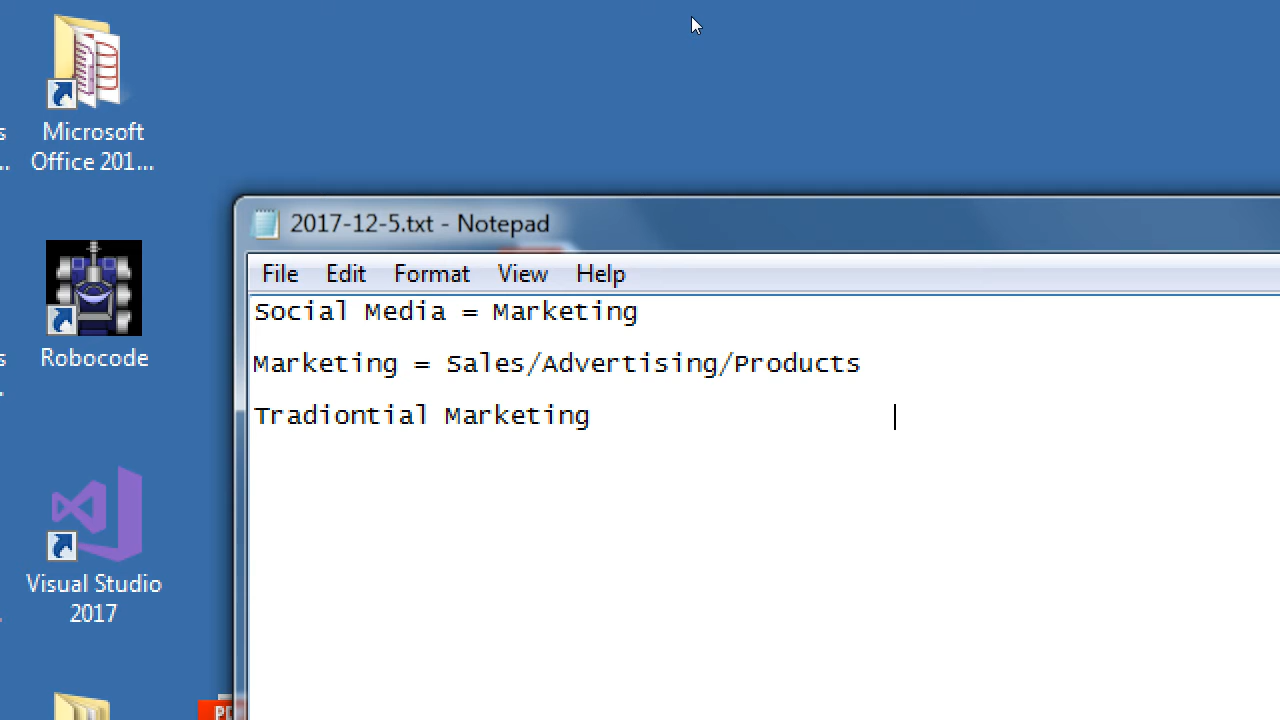 Microsoft
Office 201...
Robocode
Visual Studio
2017
2017-12-5.txt - Notepad
File Edit Format View Help
Social Media = Marketing
Marketing = Sales/Advertising/Products
Tradiontial Marketing